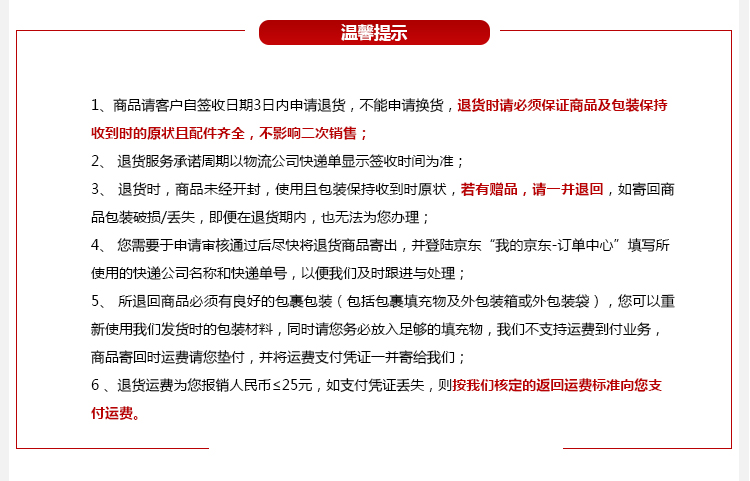 温馨提示
1、商品请客户自签收日期3日内申请退货，不能申请换货，退货时请必须保证商品及包装保持
收到时的原状且配件齐全，不影响二次销售；
2、 退货服务承诺周期以物流公司快递单显示签收时间为准；
3、 退货时，商品未经开封，使用且包装保持收到时原状，若有赠品，请一并退回，如寄回商
品包装破损/丢失，即便在退货期内，也无法为您办理；
4、 您需要于申请审核通过后尽快将退货商品寄出，并登陆京东“我的京东-订单中心”填写所
使用的快递公司名称和快递单号，以便我们及时跟进与处理；
5、 所退回商品必须有良好的包裹包装（包括包裹填充物及外包装箱或外包装袋），您可以重
新使用我们发货时的包装材料，同时请您务必放入足够的填充物，我们不支持运费到付业务，
商品寄回时运费请您垫付，并将运费支付凭证一并寄给我们；
6 、退货运费为您报销人民币≤25元，如支付凭证丢失，则按我们核定的返回运费标准向您支
付运费。